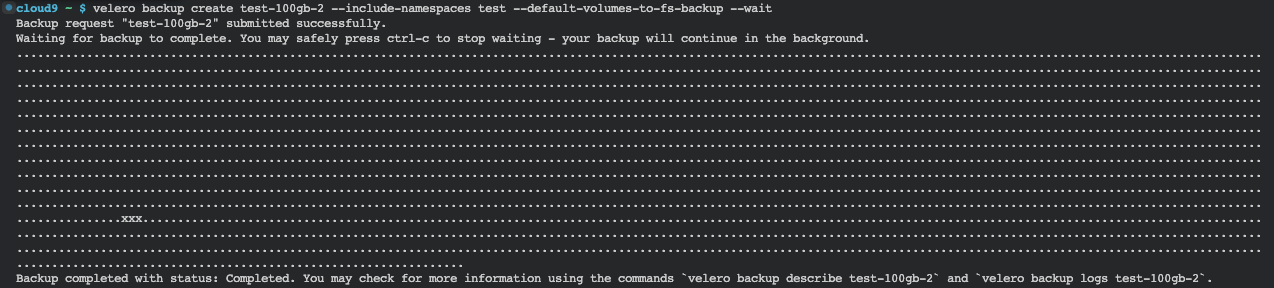 cloud9 ~ $ velero backup create test-100gb-2 --include-namespaces test --default-volumes-to-fs-backup --wait
Backup request "test-100gb-2" submitted successfully.
Waiting for backup to complete. You may safely press ctrl-c to stop waiting - your backup will continue in the background.
..................................................................................................................................................................................
..................................................................................................................................................................................
..................................................................................................................................................................................
..................................................................................................................................................................................
..................................................................................................................................................................................
..................................................................................................................................................................................
..................................................................................................................................................................................
..................................................................................................................................................................................
..................................................................................................................................................................................
..................................................................................................................................................................................
..................................................................................................................................................................................
...............xxx................................................................................................................................................................
..................................................................................................................................................................................
..................................................................................................................................................................................
................................................................
Backup completed with status: Completed. You may check for more information using the commands `velero backup describe test-100gb-2` and `velero backup logs test-100gb-2`.